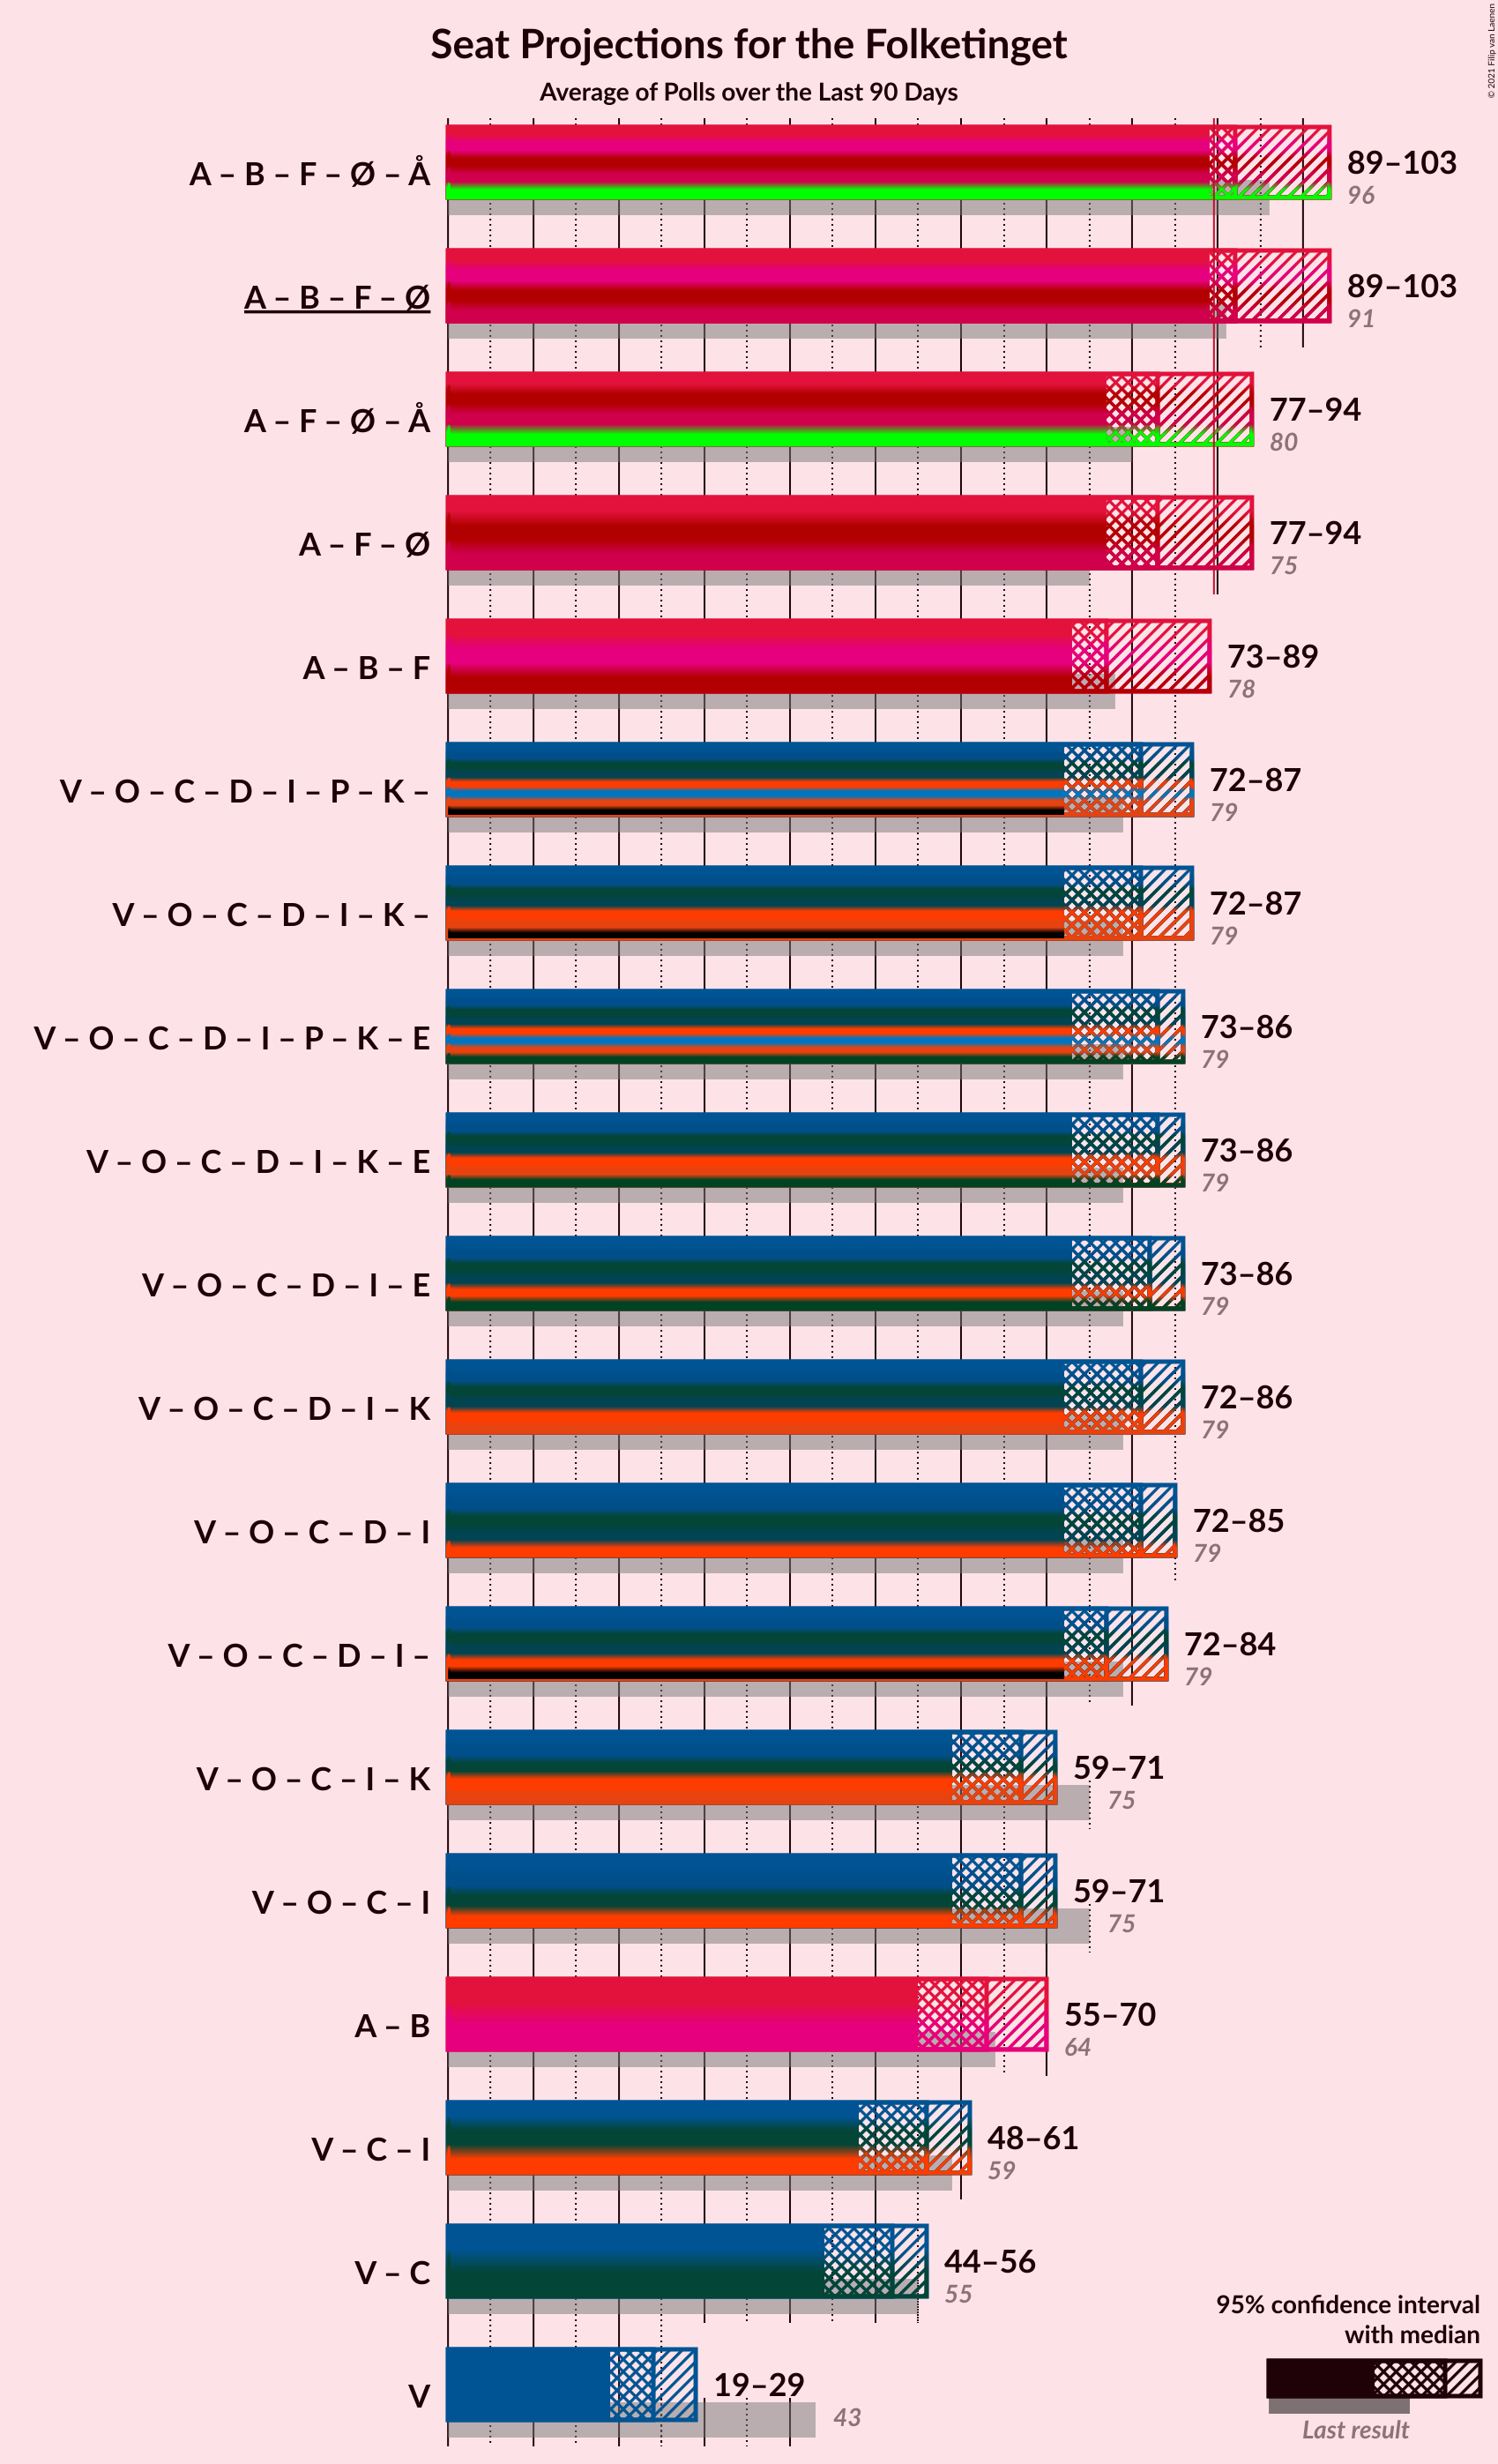 Seat Projections for the Folketinget
Average of Polls over the Last 90 Days
© 2021 Filip van Laenen
A – B – F – Ø – Å
89–103
96
A – B – F – Ø
89–103
91
A – F – Ø – Å
77–94
80
A – F – Ø
77–94
75
A – B – F
73–89
78
V – O – C – D – I – P – K –
72–87
79
V – O – C – D – I – K –
72–87
79
V – O – C – D – I – P – K – E
73–86
79
V – O – C – D – I – K – E
73–86
79
V – O – C – D – I – E
73–86
79
V – O – C – D – I – K
72–86
79
V – O – C – D – I
72–85
79
V – O – C – D – I –
72–84
79
V – O – C – I – K
59–71
75
V – O – C – I
59–71
75
A – B
55–70
64
V – C – I
48–61
59
V – C
44–56
55
V
19–29
43
95% confidence interval
with median
Last result